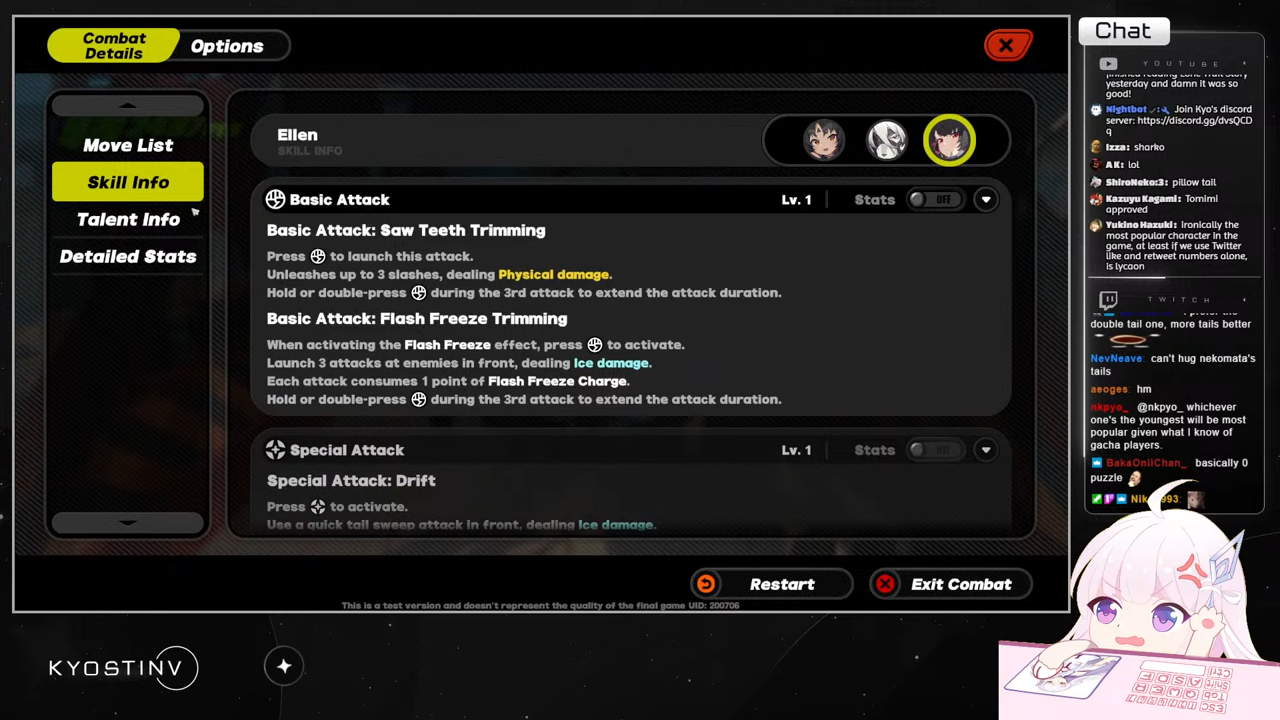 Combat
Details
Options
Move List
Skill Info
Talent Info
Detailed Stats
Ellen
SKILL INFO
Basic Attack
Lv. 1
Stats
OFF
Basic Attack: Saw Teeth Trimming
Press to launch this attack.
Unleashes up to 3 slashes, dealing Physical damage.
Hold or double-press during the 3rd attack to extend the attack duration.
Basic Attack: Flash Freeze Trimming
When activating the Flash Freeze effect, press to activate.
Launch 3 attacks at enemies in front, dealing Ice damage.
Each attack consumes 1 point of Flash Freeze Charge.
Hold or double-press during the 3rd attack to extend the attack duration.
Special Attack
Lv. 1
Stats
Special Attack: Drift
Press to activate.
Use a quick tail sweep attack in front, dealing Ice damage.
Restart
Exit Combat
This is a test version and doesn't represent the quality of the final game UID: 200706
KYOSTINV
Chat
YOUTUBE
yesterday and damn it was so
good!
Nightbot : Join Kyo's discord
server: https://discord.gg/dvsQCD
q
Izza: sharko
A K: lol
ShiroNeko:3: pillow tail
Kazuyu Kagami: Tomimi
approved
Yukino Hazuki: Ironically the
most popular character in the
game, at least if we use Twitter
like and retweet numbers alone,
is lycaon
TWITCH
double tail one, more tails better
NevNeave: can't hug nekomata's
tails
aeoges: hm
nkpyo_ @nkpyo_ whichever
one's the youngest will be most
popular given what I know of
gacha players.
BakaOniiChan_ basically 0
puzzle
Ctrl
Shift
Tab
ESC